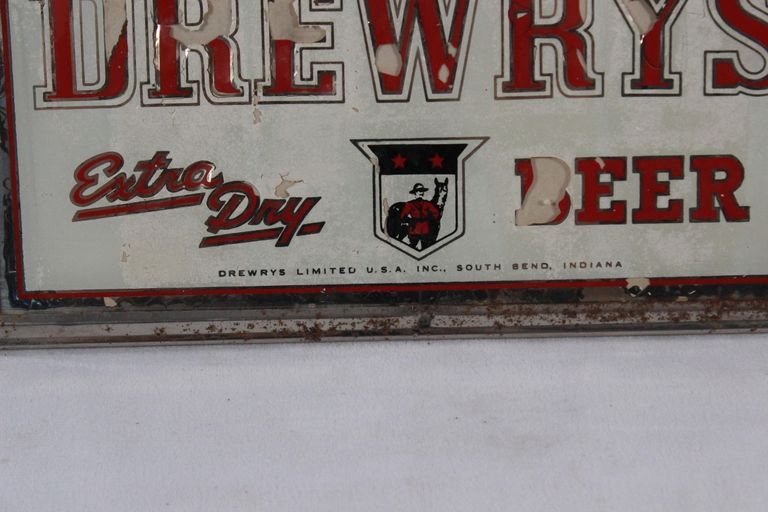 DREWRYS
Extra Dry
BEER
DREWRYS LIMITED U.S.A. INC., SOUTH BEND, INDIANA